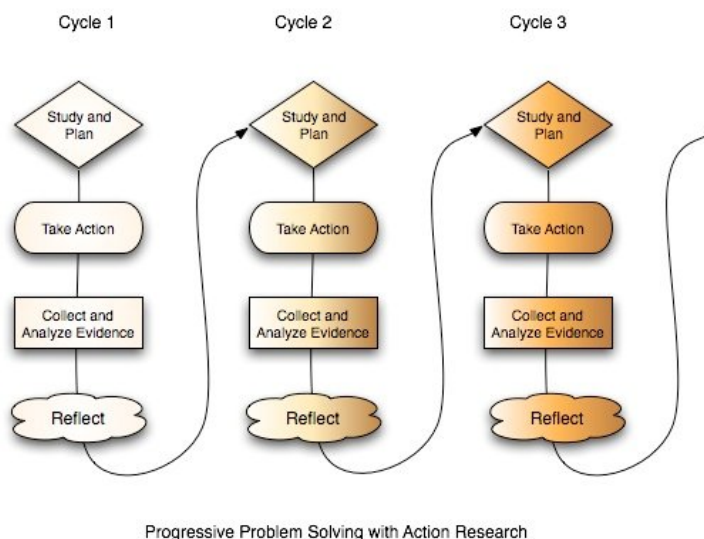 Cycle 1
Cycle 2
Cycle 3
Study and
Plan
Study and
Plan
Study and
Plan
Take Action
Take Action
Take Action
Collect and
Analyze Evidence
Collect and
Analyze Evidence
Collect and
Analyze Evidence
Reflect
Reflect
Reflect
Progressive Problem Solving with Action Research